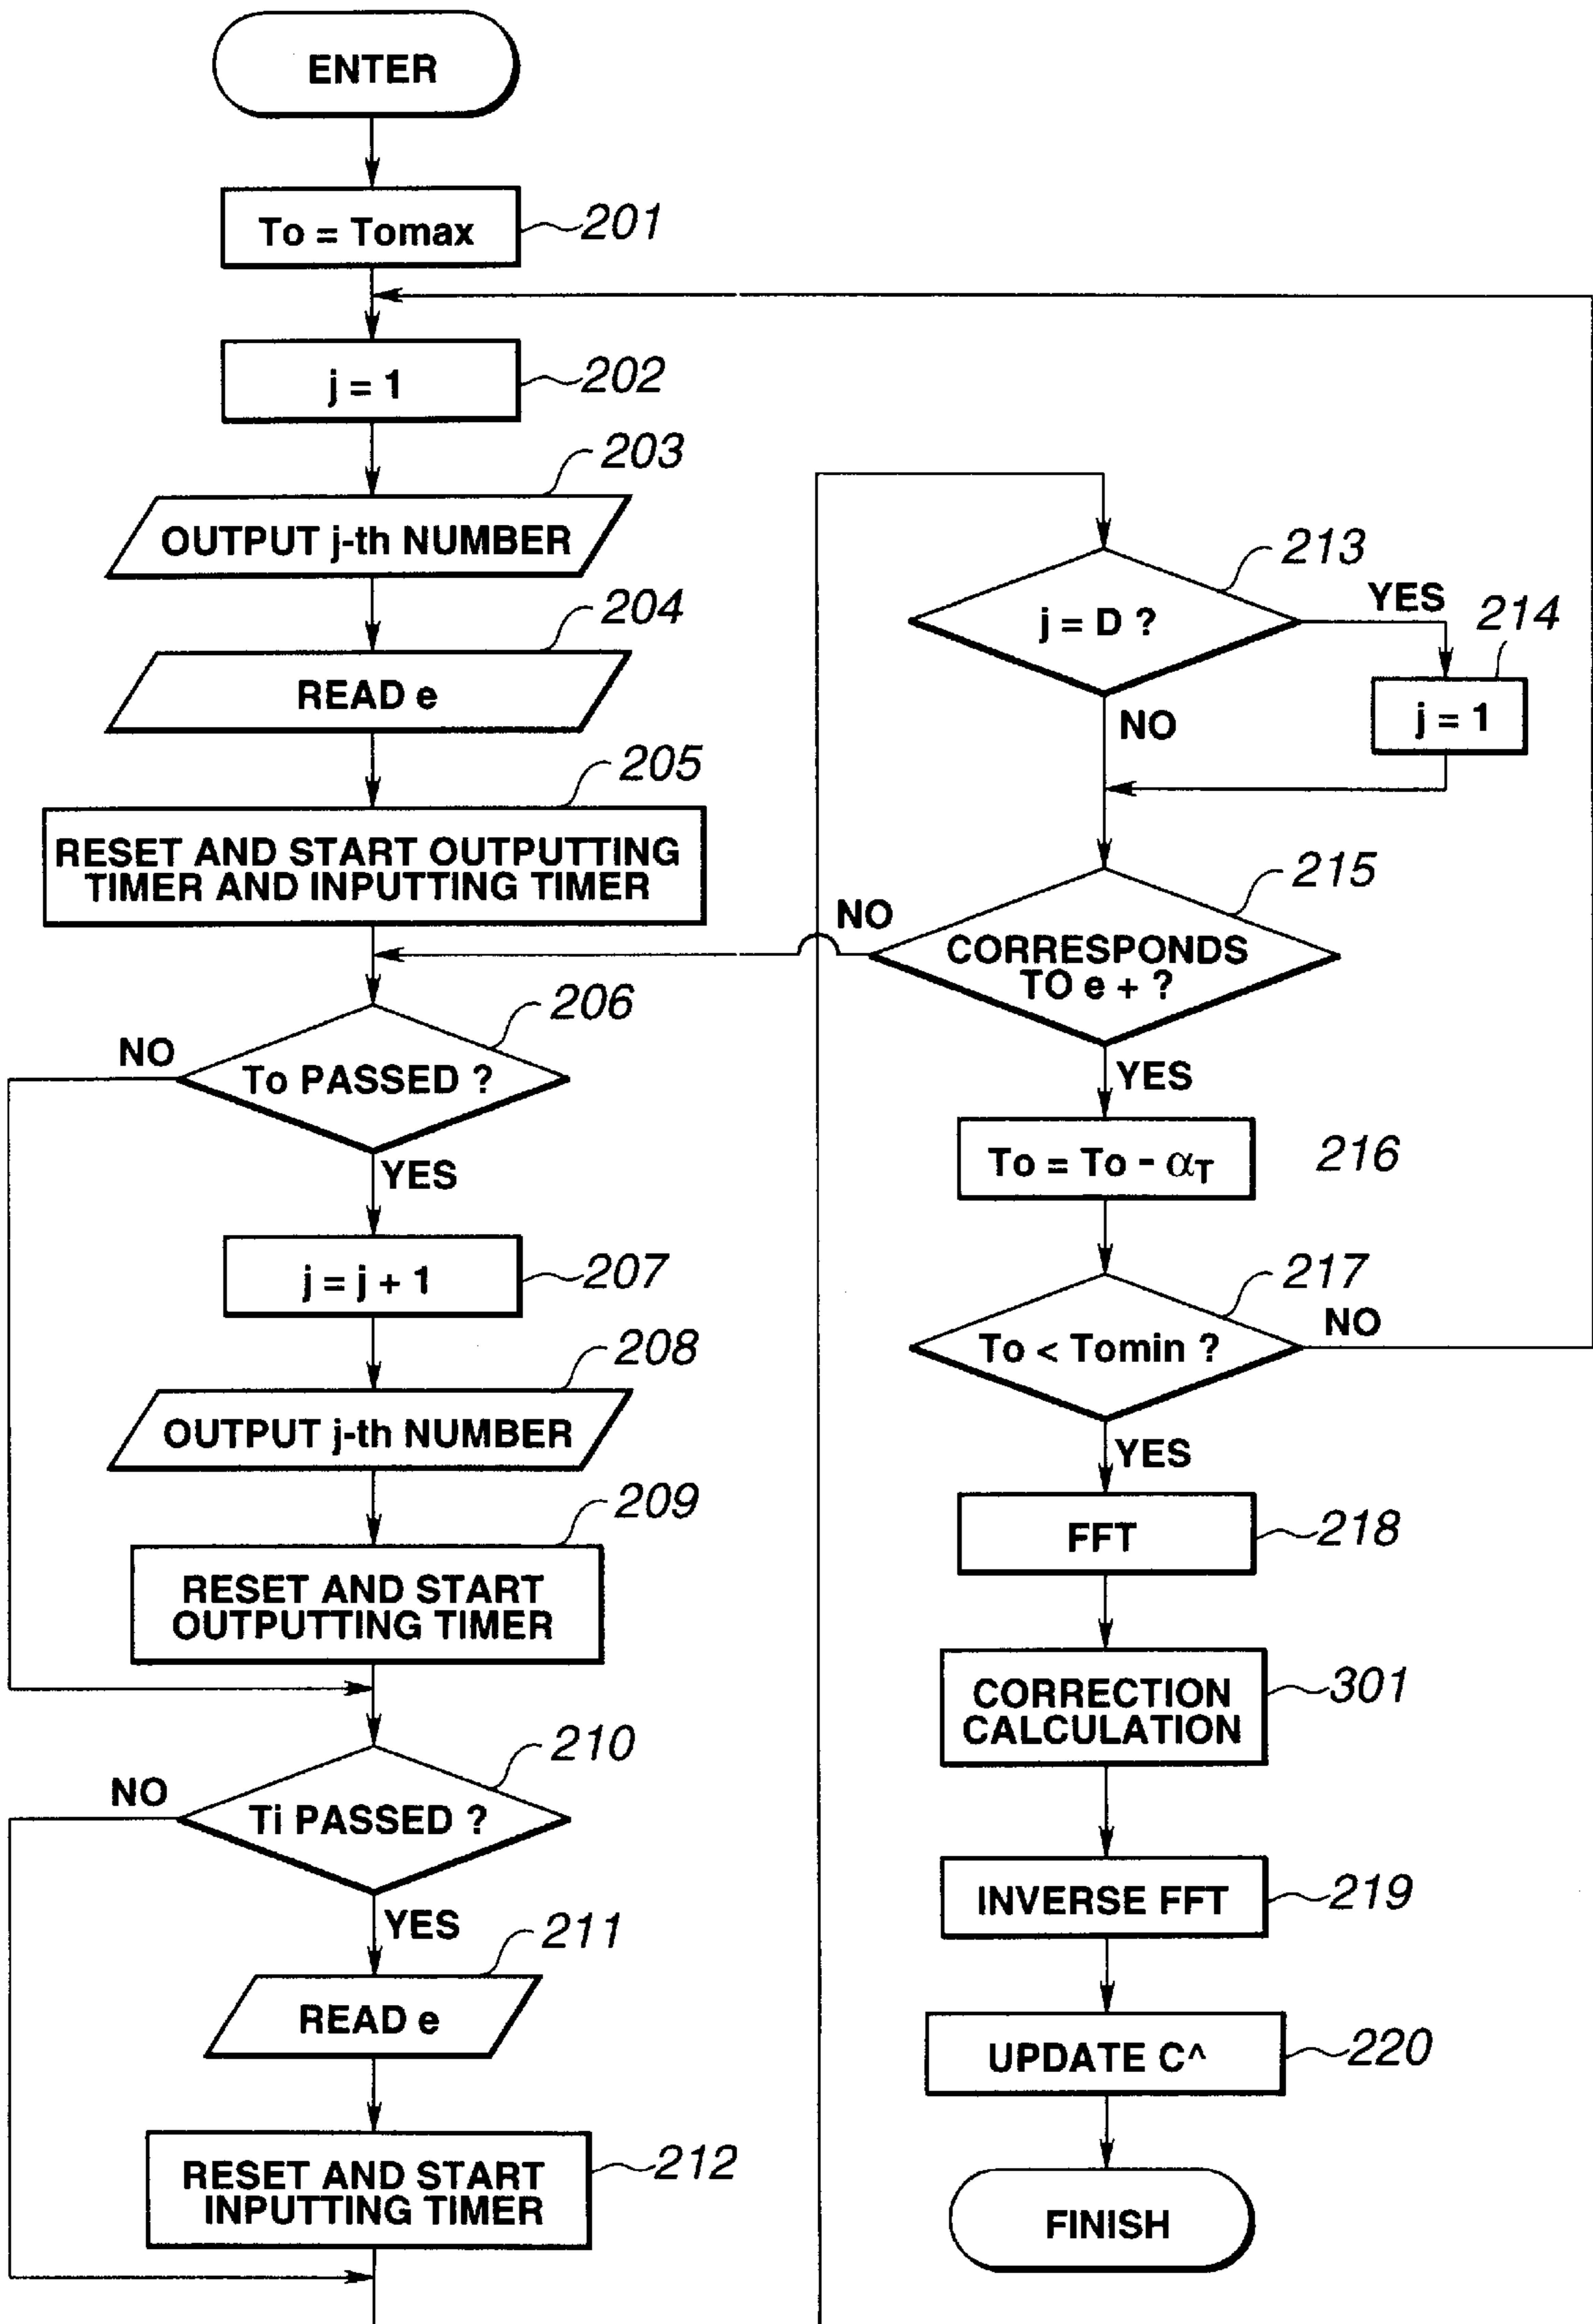 ENTER
To = Tomax
201
j = 1
202
203
OUTPUT j-th NUMBER
204
READ e
205
RESET AND START OUTPUTTING
TIMER AND INPUTTING TIMER
206
NO
To PASSED ?
YES
j = j + 1
207
208
OUTPUT j-th NUMBER
209
RESET AND START
OUTPUTTING TIMER
210
NO
Ti PASSED ?
YES
211
READ e
RESET AND START
INPUTTING TIMER
212
213
j = D ?
YES
214
j = 1
NO
215
NO
CORRESPONDS
TO e + ?
YES
To = To - αT
216
217
To < Tomin ?
NO
YES
FFT
218
CORRECTION
CALCULATION
301
INVERSE FFT
219
UPDATE C^
220
FINISH